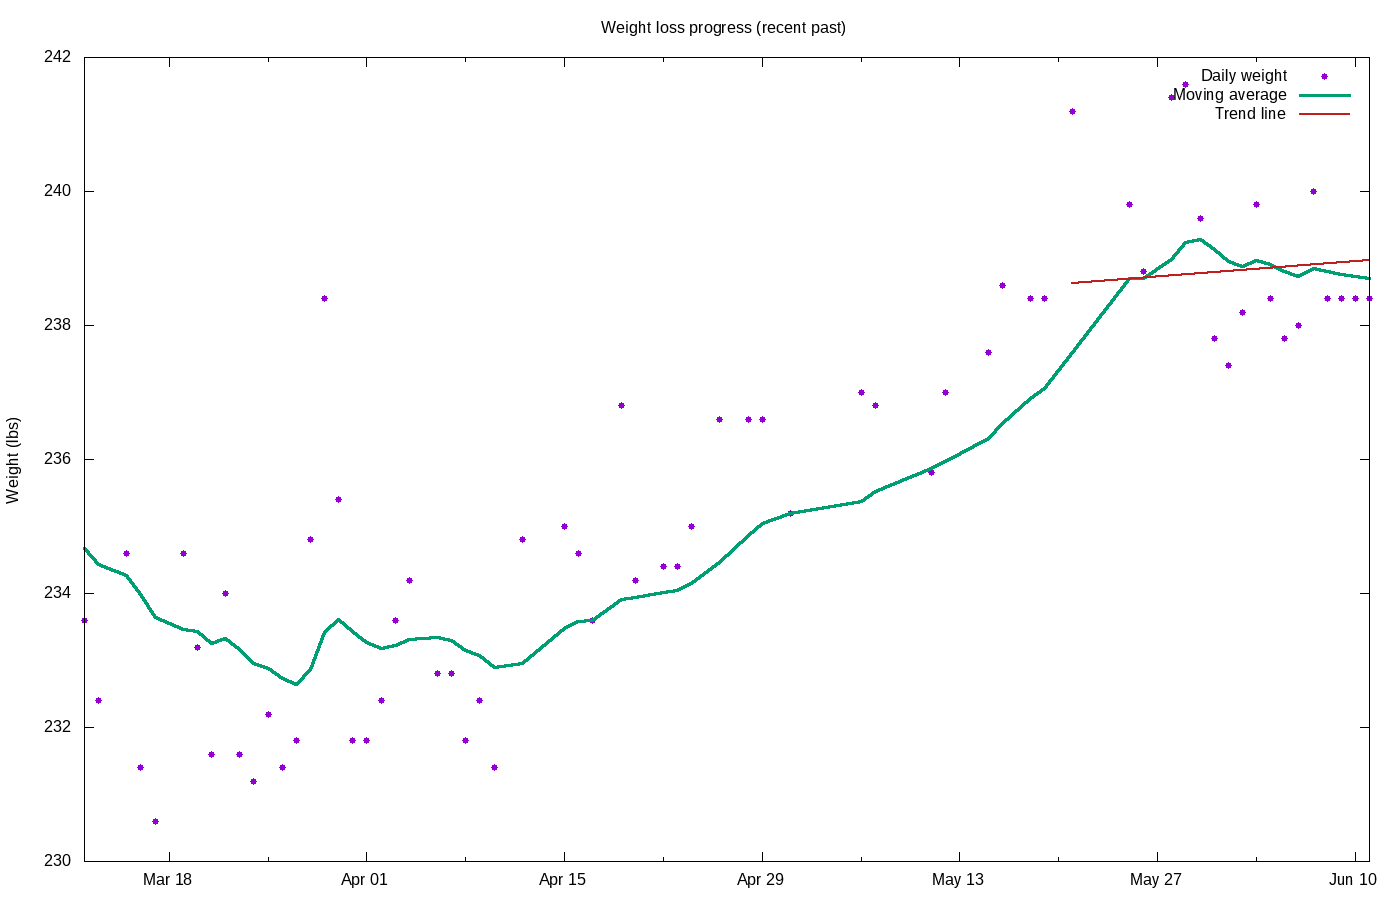 Weight loss progress (recent past)
Daily weight
Moving average
Trend line
Weight (lbs)
242
240
238
236
234
232
230
Mar 18 Apr 01 Apr 15 Apr 29 May 13 May 27 Jun 10